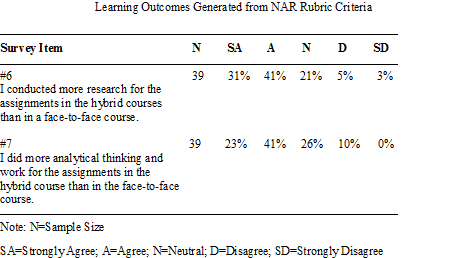 Learning Outcomes Generated from NAR Rubric Criteria
Survey Item N SA A N D SD
#6 39 31% 41% 21% 5% 3%
I conducted more research for the
assignments in the hybrid courses
than in a face-to-face course.
#7 39 23% 41% 26% 10% 0%
I did more analytical thinking and
work for the assignments in the
hybrid course than in the face-to-face
course.
Note: N=Sample Size
SA=Strongly Agree; A=Agree; N=Neutral; D=Disagree; SD=Strongly Disagree